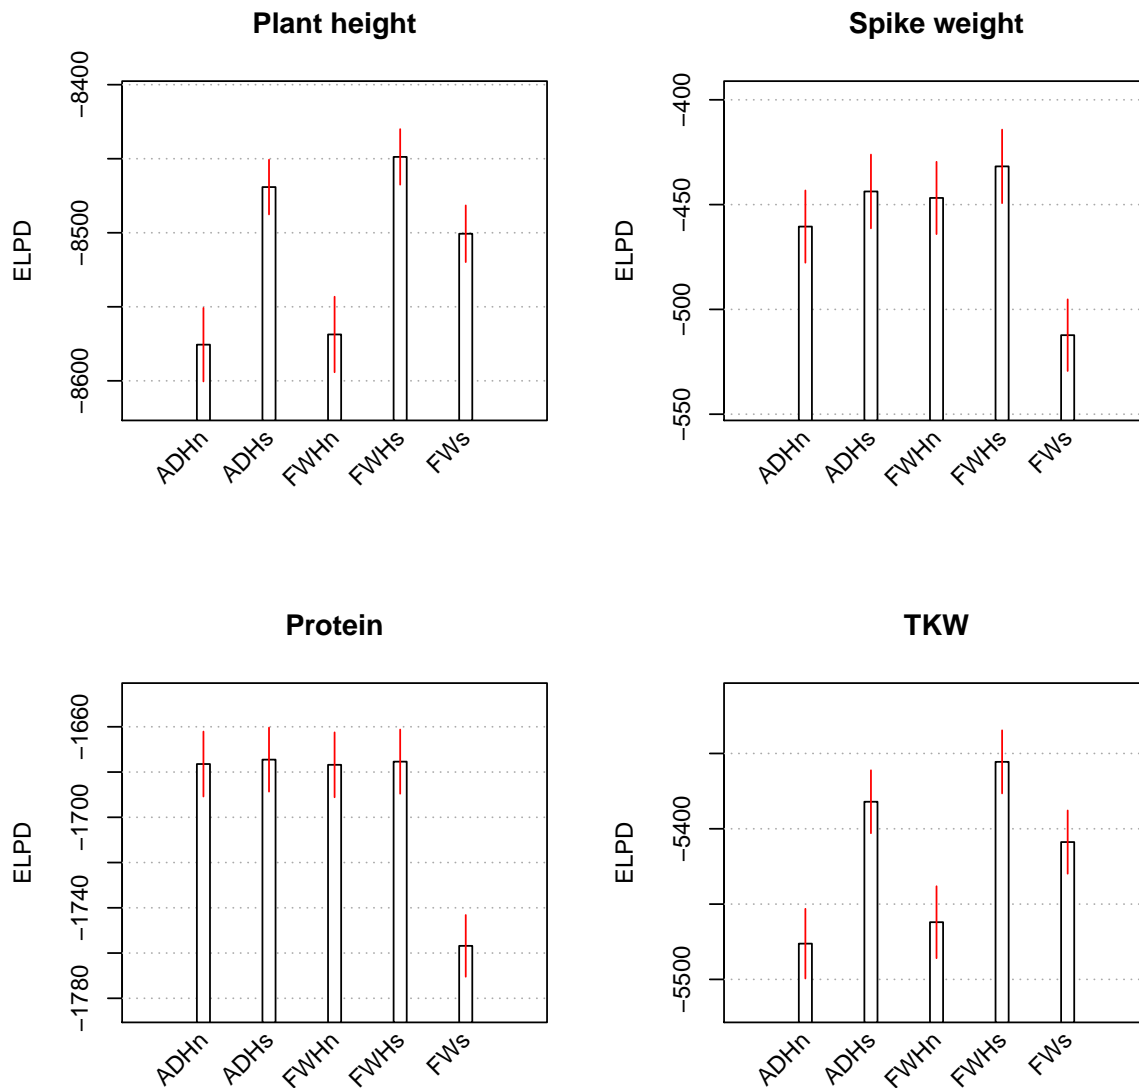 Plant height
ELPD
−8400
−8500
−8600
ADHn
ADHs
FWHn
FWHs
FWs
Spike weight
ELPD
−400
−450
−500
−550
ADHn
ADHs
FWHn
FWHs
FWs
Protein
ELPD
−1660
−1700
−1740
−1780
ADHn
ADHs
FWHn
FWHs
FWs
TKW
ELPD
−5400
−5500
ADHn
ADHs
FWHn
FWHs
FWs